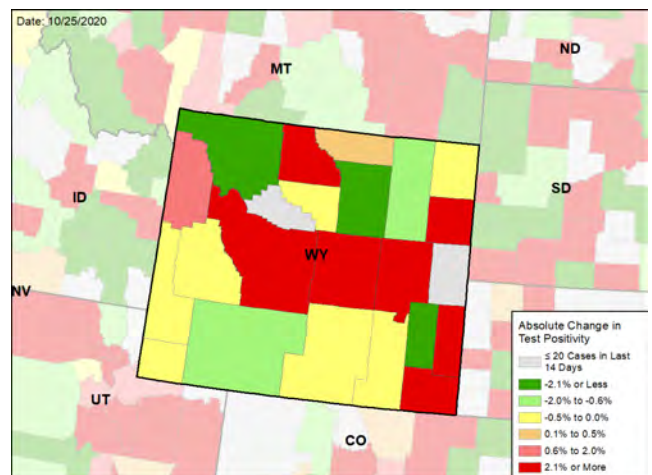 Date: 10/25/2020
ND
MT
ID
SD
WY
NV
UT
CO
Absolute Change in
Test Positivity
≤ 20 Cases in Last
14 Days
-2.1% or Less
-2.0% to -0.6%
-0.5% to 0.0%
0.1% to 0.5%
0.6% to 2.0%
2.1% or More